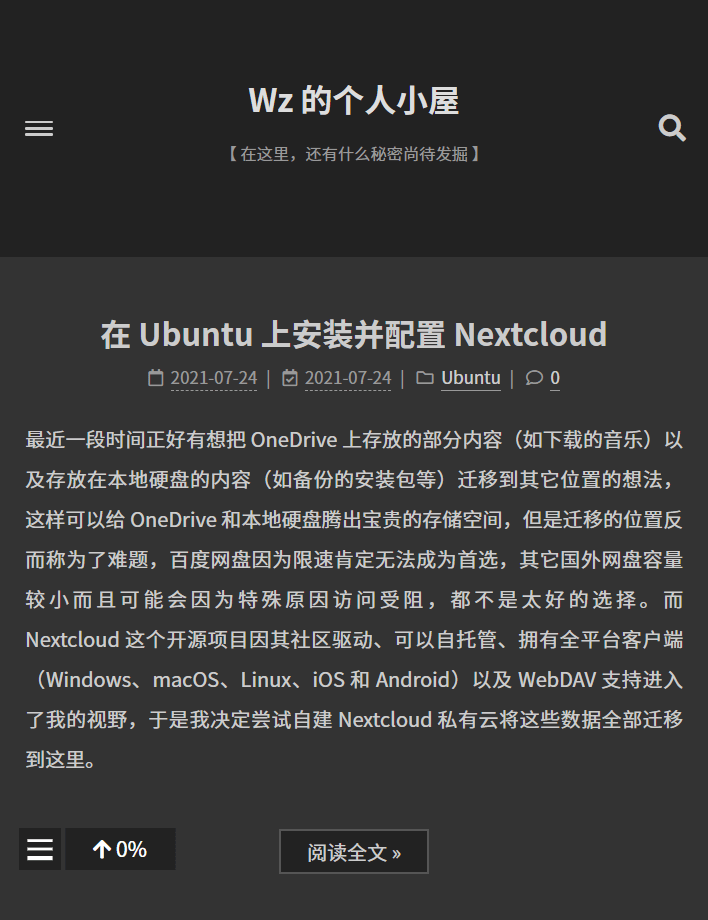 Wz 的个人小屋
【 在这里，还有什么秘密尚待发掘 】
在 Ubuntu 上安装并配置 Nextcloud
2021-07-24 | 2021-07-24 | Ubuntu | 0
最近一段时间正好有想把 OneDrive 上存放的部分内容（如下载的音乐）以
及存放在本地硬盘的内容（如备份的安装包等）迁移到其它位置的想法，
这样可以给 OneDrive 和本地硬盘腾出宝贵的存储空间，但是迁移的位置反
而称为了难题，百度网盘因为限速肯定无法成为首选，其它国外网盘容量
较小而且可能会因为特殊原因访问受阻，都不是太好的选择。而
Nextcloud 这个开源项目因其社区驱动、可以自托管、拥有全平台客户端
（Windows、macOS、Linux、iOS 和 Android）以及 WebDAV 支持进入
了我的视野，于是我决定尝试自建 Nextcloud 私有云将这些数据全部迁移
到这里。
0%
阅读全文 »